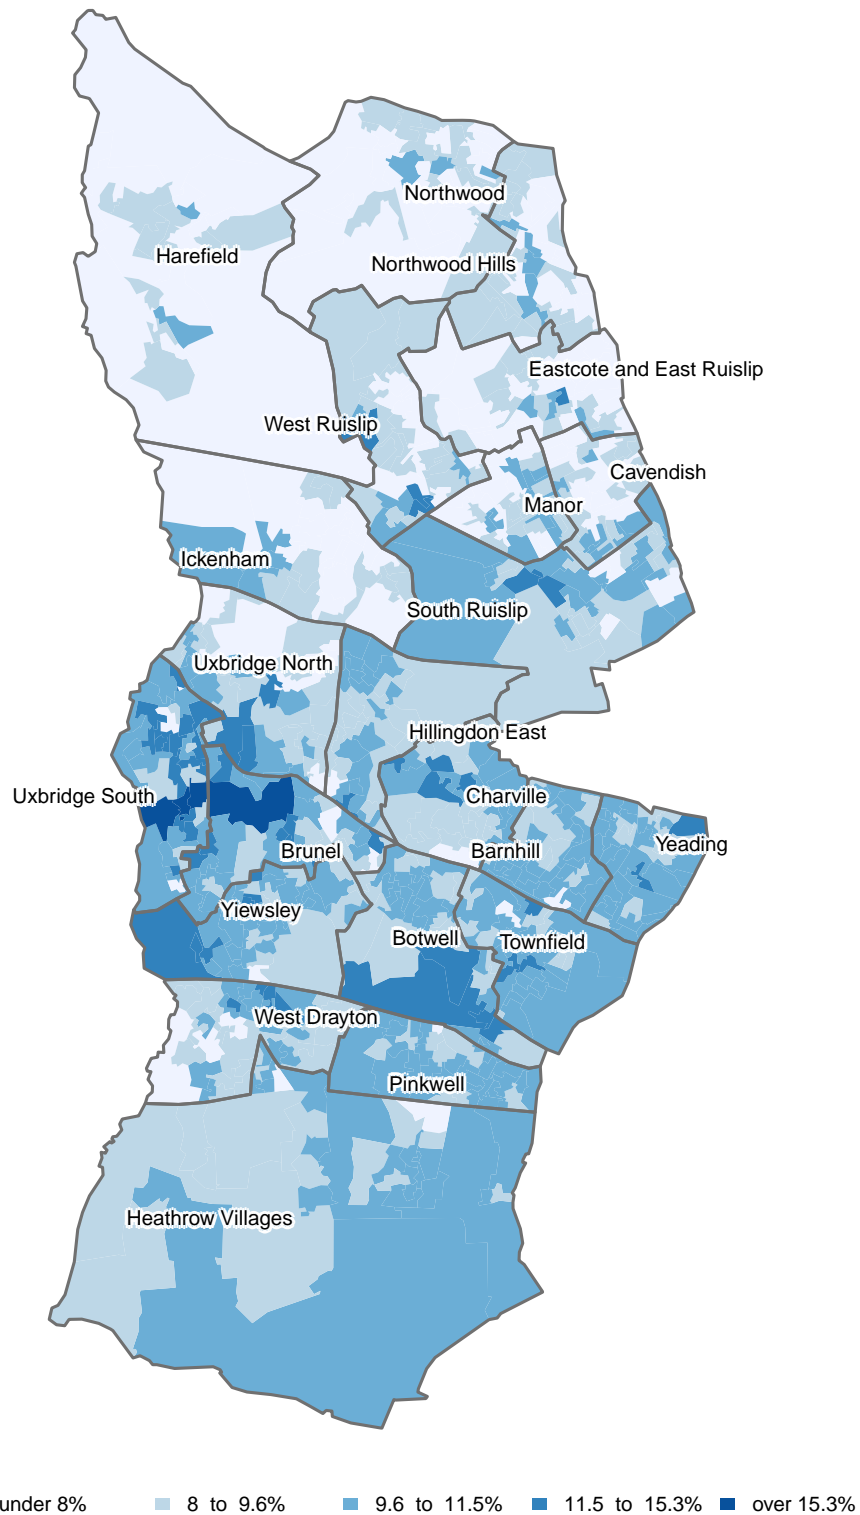 Northwood
Harefield
Northwood Hills
Eastcote and East Ruislip
West Ruislip
Cavendish
Manor
Ickenham
South Ruislip
Uxbridge North
Hillingdon East
Uxbridge South
Charville
Brunel
Barnhill
Yeading
Yiewsley
Botwell
Townfield
West Drayton
Pinkwell
Heathrow Villages
under 8% 8 to 9.6% 9.6 to 11.5% 11.5 to 15.3% over 15.3%